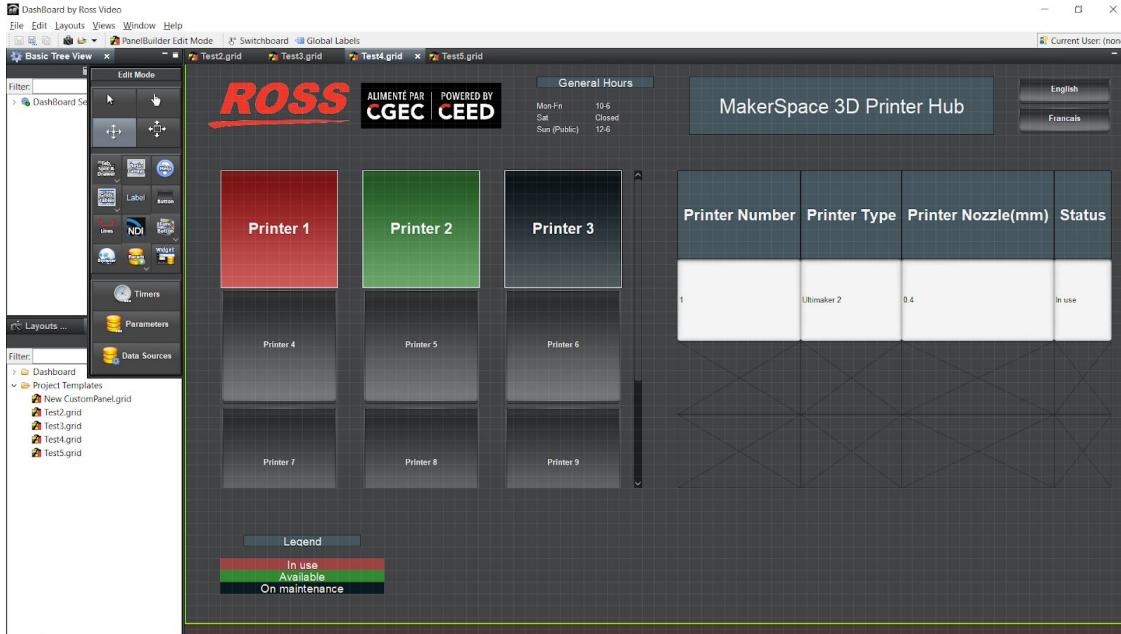 DashBoard by Ross Video
File Edit Layouts Views Window Help
PanelBuilder Edit Mode Switchboard Global Labels
Current User: (non
Basic Tree View
Test2.grid Test3.grid Test4.grid Test5.grid
Edit Mode
Filter:
DashBoard Se
Label
Button
Lines
NDI
Timers
Parameters
Data Sources
Layouts ...
Filter:
Dashboard
Project Templates
New CustomPanel.grid
Test2.grid
Test3.grid
Test4.grid
Test5.grid
ROSS
ALIMENTÉ PAR
CGEC
POWERED BY
CEED
General Hours
Mon-Fri 10-6
Sat Closed
Sun (Public) 12-6
MakerSpace 3D Printer Hub
English
Francais
Printer 1 Printer 2 Printer 3
Printer 4 Printer 5 Printer 6
Printer 7 Printer 8 Printer 9
Printer Number Printer Type Printer Nozzle(mm) Status
1 Ultimaker 2 0.4 In use
Legend
In use
Available
On maintenance